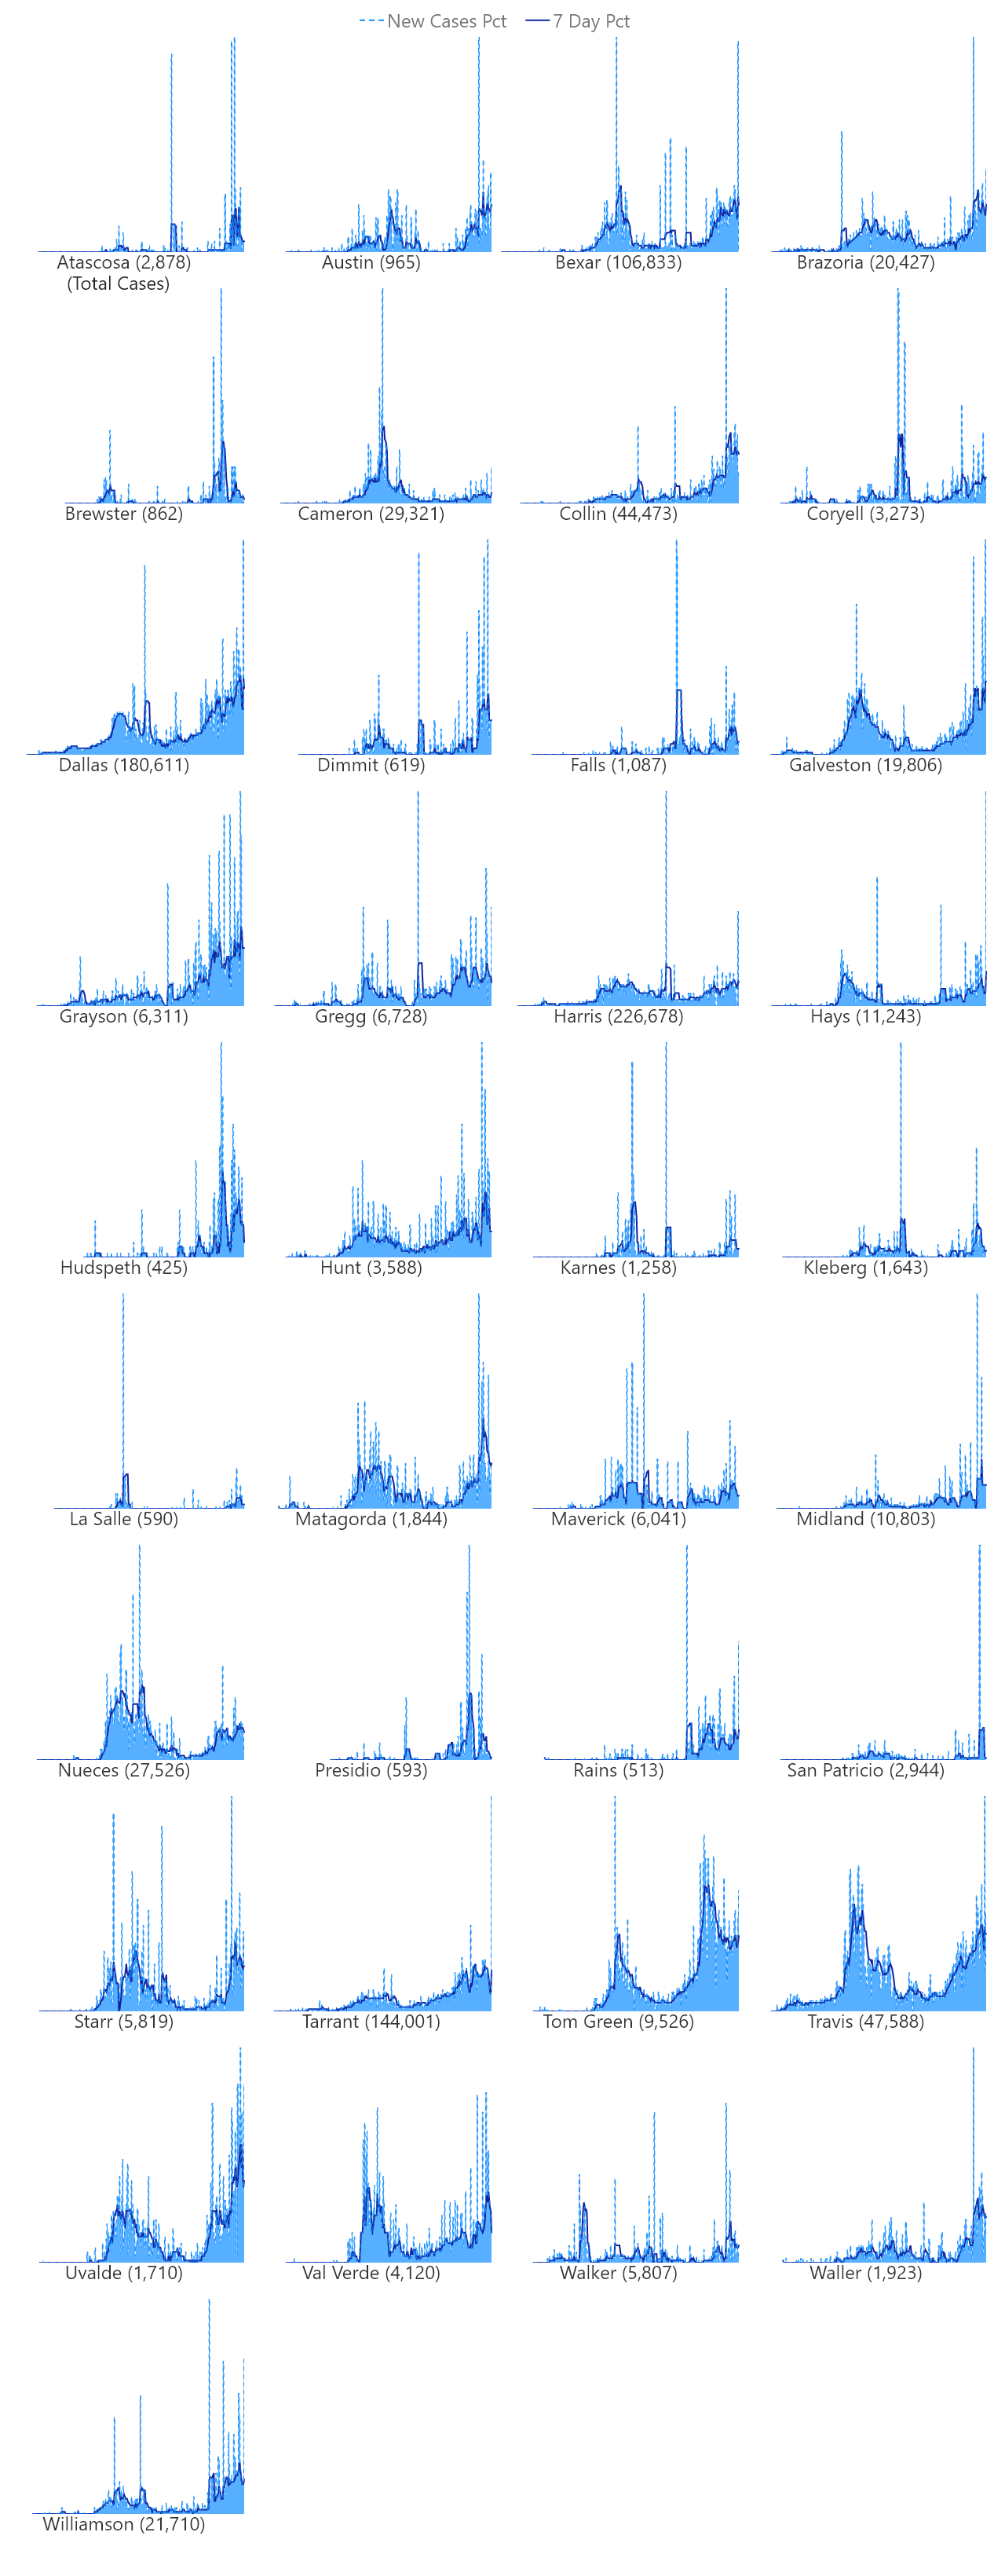 New Cases Pct 7 Day Pct
Atascosa (2,878) Austin (965) Bexar (106,833) Brazoria (20,427)
(Total Cases)
Brewster (862) Cameron (29,321) Collin (44,473) Coryell (3,273)
Dallas (180,611) Dimmit (619) Falls (1,087) Galveston (19,806)
Grayson (6,311) Gregg (6,728) Harris (226,678) Hays (11,243)
Hudspeth (425) Hunt (3,588) Karnes (1,258) Kleberg (1,643)
La Salle (590) Matagorda (1,844) Maverick (6,041) Midland (10,803)
Nueces (27,526) Presidio (593) Rains (513) San Patricio (2,944)
Starr (5,819) Tarrant (144,001) Tom Green (9,526) Travis (47,588)
Uvalde (1,710) Val Verde (4,120) Walker (5,807) Waller (1,923)
Williamson (21,710)